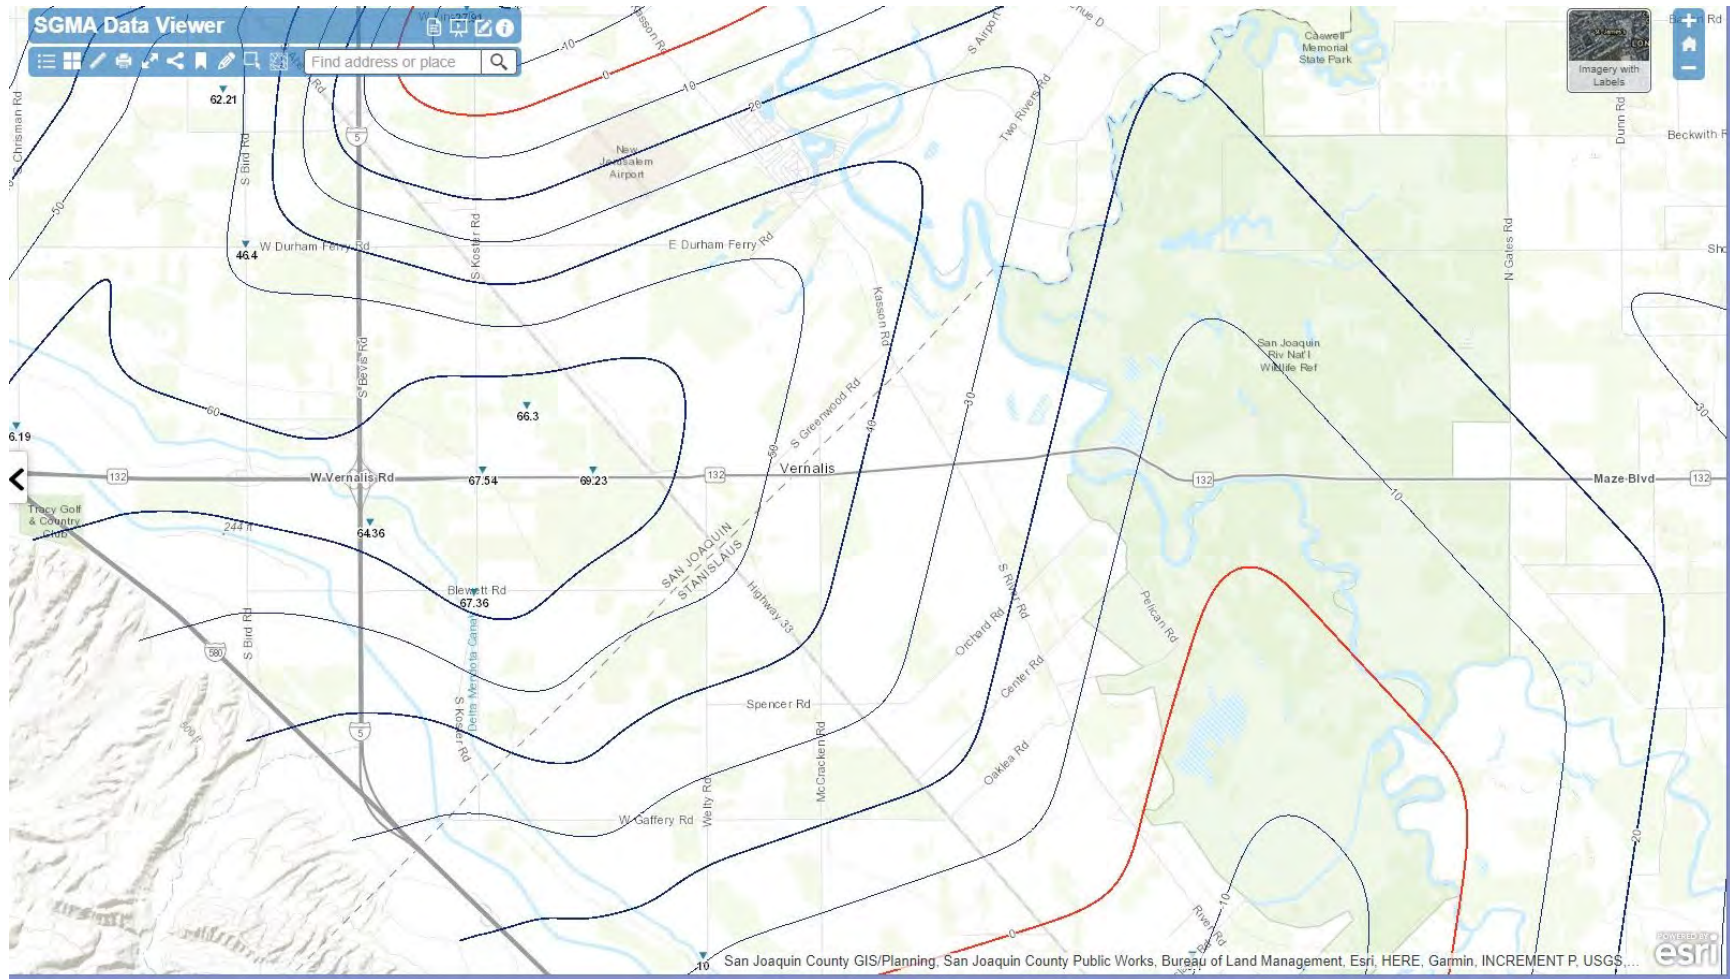 SGMA Data Viewer
Find address or place
Imagery with
Labels
Caswell
Memorial
State Park
Beckwith R
Dunn Rd
S Airport
Two Rivers Rd
S Chrisman Rd
62.21
S Bird Rd
5
-10
0
10
20
New
Jerusalem
Airport
50
46.4
W Durham Ferry Rd
E Durham Ferry Rd
S Koster Rd
Kasson Rd
N Gates Rd
San Joaquin
Riv Nat'l
Wildlife Ref
S Bevis Rd
60
66.3
S Greenwood Rd
40
30
30
50
6.19
132
W Vernalis Rd
67.54
69.23
132
Vernalis
132
10
Maze Blvd
132
Tracy Golf
& Country
Club
244 ft
64.36
SAN JOAQUIN
STANISLAUS
Blewett Rd
67.36
Highway 33
S River Rd
Orchard Rd
Pelican Rd
S Bird Rd
580
Center Rd
Delta Mendota Canal
S Koster Rd
Spencer Rd
600 ft
5
McCracken Rd
Oaklea Rd
Welty Rd
W Gaffery Rd
20
-10
River Rd
0
10
San Joaquin County GIS/Planning, San Joaquin County Public Works, Bureau of Land Management, Esri, HERE, Garmin, INCREMENT P, USGS,...
POWERED BY
esri